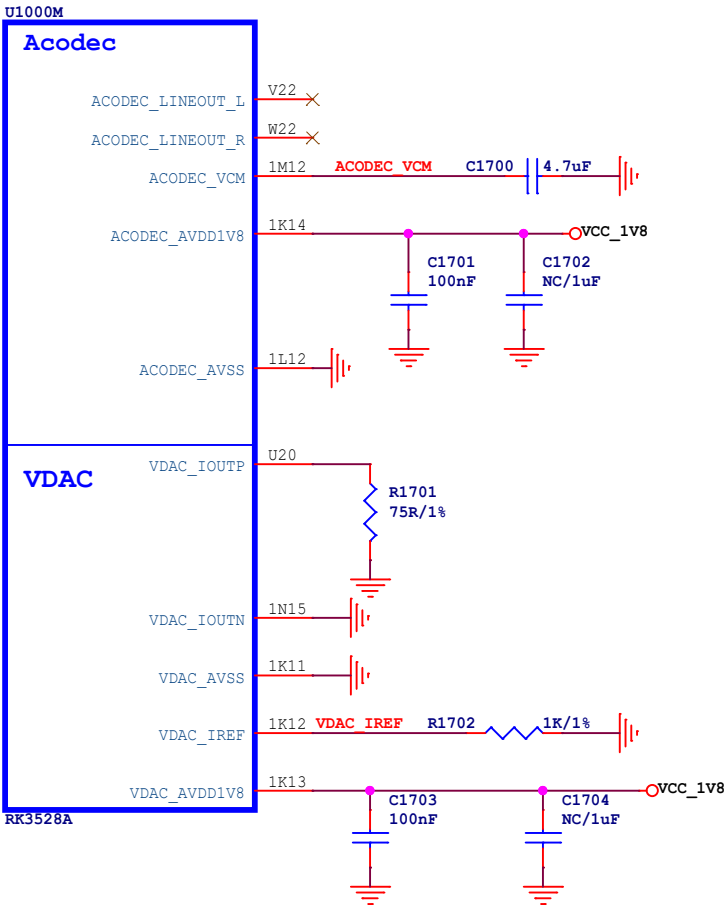 U1000M
Acodec
ACODEC_LINEOUT_L V22
ACODEC_LINEOUT_R W22
ACODEC_VCM 1M12 ACODEC_VCM C1700 4.7uF
ACODEC_AVDD1V8 1K14 VCC_1V8
C1701 C1702
100nF NC/1uF
ACODEC_AVSS 1L12
VDAC
VDAC_IOUTP U20
R1701
75R/1%
VDAC_IOUTN 1N15
VDAC_AVSS 1K11
VDAC_IREF 1K12 VDAC_IREF R1702 1K/1%
VDAC_AVDD1V8 1K13 VCC_1V8
C1703 C1704
100nF NC/1uF
RK3528A